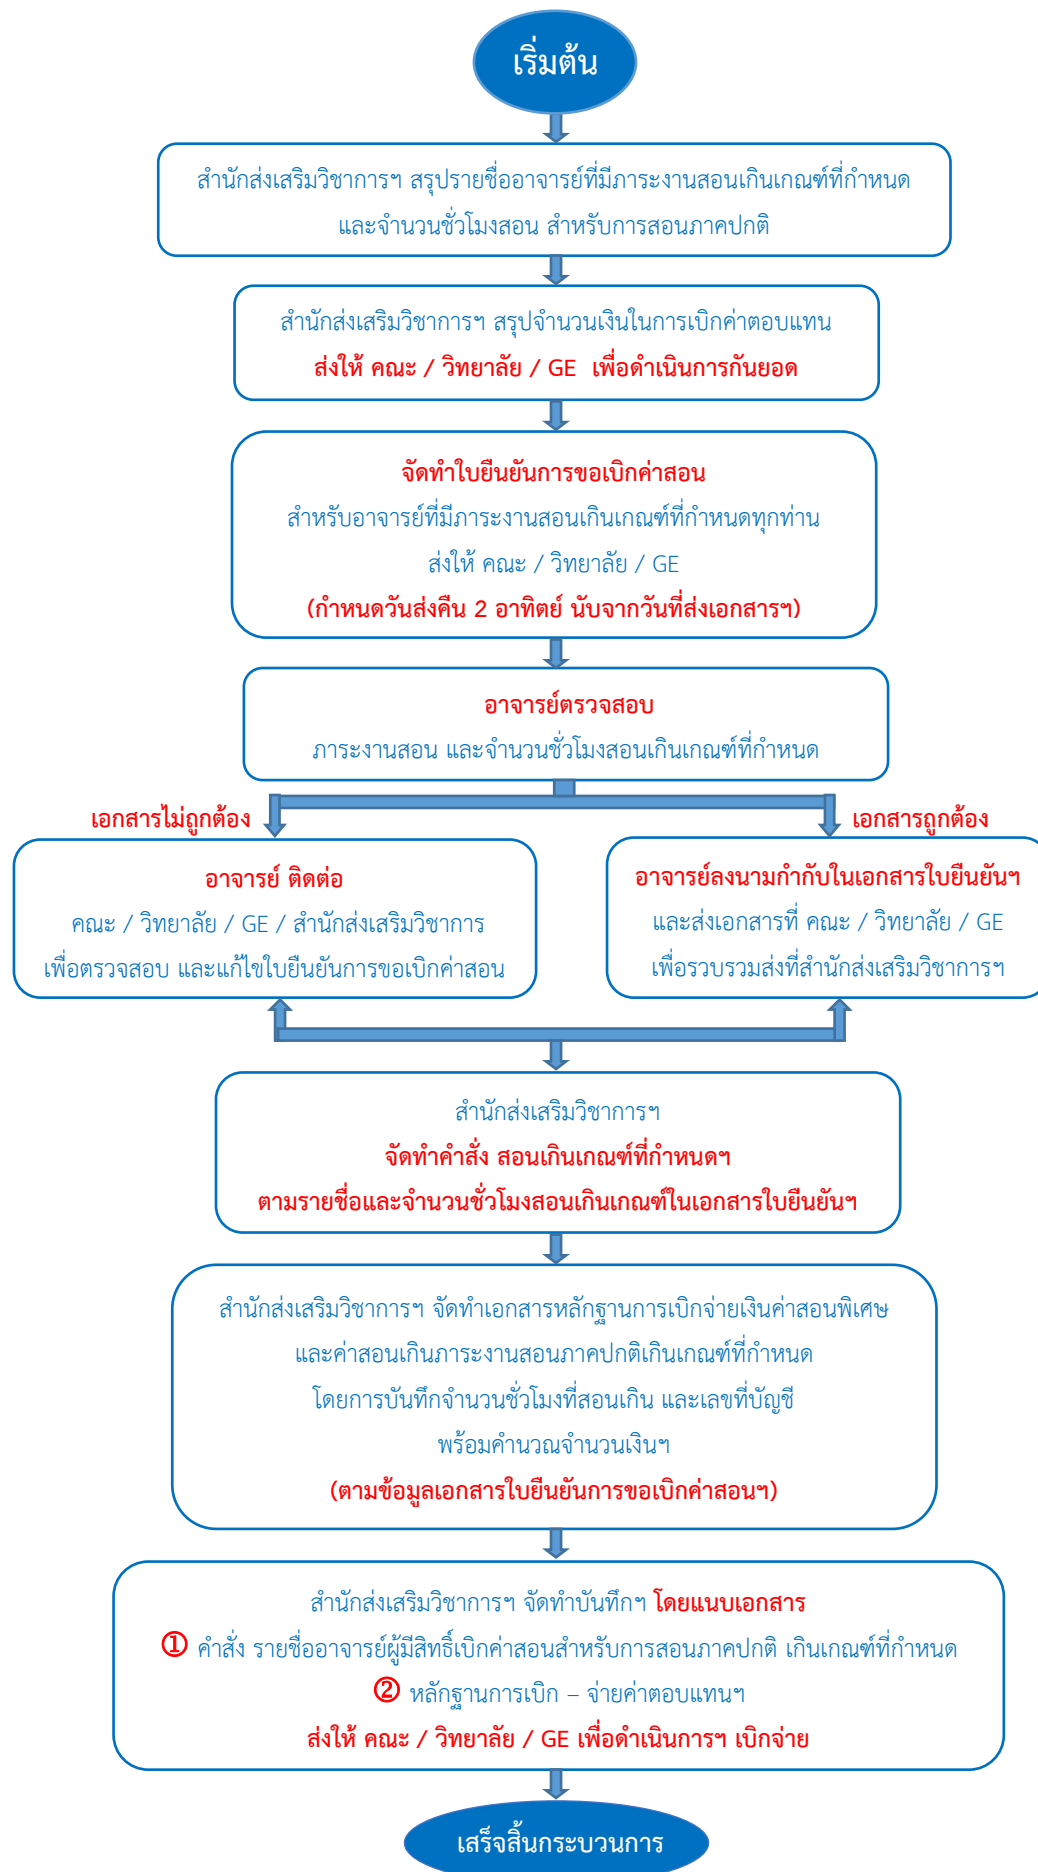 เริ่มต้น
สำนักส่งเสริมวิชาการฯ สรุปรายชื่ออาจารย์ที่มีภาระงานสอนเกินเกณฑ์ที่กำหนด
และจำนวนชั่วโมงสอน สำหรับการสอนภาคปกติ
สำนักส่งเสริมวิชาการฯ สรุปจำนวนเงินในการเบิกค่าตอบแทน
ส่งให้ คณะ / วิทยาลัย / GE เพื่อดำเนินการกันยอด
จัดทำใบยืนยันการขอเบิกค่าสอน
สำหรับอาจารย์ที่มีภาระงานสอนเกินเกณฑ์ที่กำหนดทุกท่าน
ส่งให้ คณะ / วิทยาลัย / GE
(กำหนดวันส่งคืน 2 อาทิตย์ นับจากวันที่ส่งเอกสารฯ)
อาจารย์ตรวจสอบ
ภาระงานสอน และจำนวนชั่วโมงสอนเกินเกณฑ์ที่กำหนด
เอกสารไม่ถูกต้อง
อาจารย์ ติดต่อ
คณะ / วิทยาลัย / GE / สำนักส่งเสริมวิชาการ
เพื่อตรวจสอบ และแก้ไขใบยืนยันการขอเบิกค่าสอน
เอกสารถูกต้อง
อาจารย์ลงนามกำกับในเอกสารใบยืนยันฯ
และส่งเอกสารที่ คณะ / วิทยาลัย / GE
เพื่อรวบรวมส่งที่สำนักส่งเสริมวิชาการฯ
สำนักส่งเสริมวิชาการฯ
จัดทำคำสั่ง สอนเกินเกณฑ์ที่กำหนดฯ
ตามรายชื่อและจำนวนชั่วโมงสอนเกินเกณฑ์ในเอกสารใบยืนยันฯ
สำนักส่งเสริมวิชาการฯ จัดทำเอกสารหลักฐานการเบิกจ่ายเงินค่าสอนพิเศษ
และค่าสอนเกินภาระงานสอนภาคปกติเกินเกณฑ์ที่กำหนด
โดยการบันทึกจำนวนชั่วโมงที่สอนเกิน และเลขที่บัญชี
พร้อมคำนวณจำนวนเงินฯ
(ตามข้อมูลเอกสารใบยืนยันการขอเบิกค่าสอนฯ)
สำนักส่งเสริมวิชาการฯ จัดทำบันทึกฯ โดยแนบเอกสาร
① คำสั่ง รายชื่ออาจารย์ผู้มีสิทธิ์เบิกค่าสอนสำหรับการสอนภาคปกติ เกินเกณฑ์ที่กำหนด
② หลักฐานการเบิก – จ่ายค่าตอบแทนฯ
ส่งให้ คณะ / วิทยาลัย / GE เพื่อดำเนินการฯ เบิกจ่าย
เสร็จสิ้นกระบวนการ